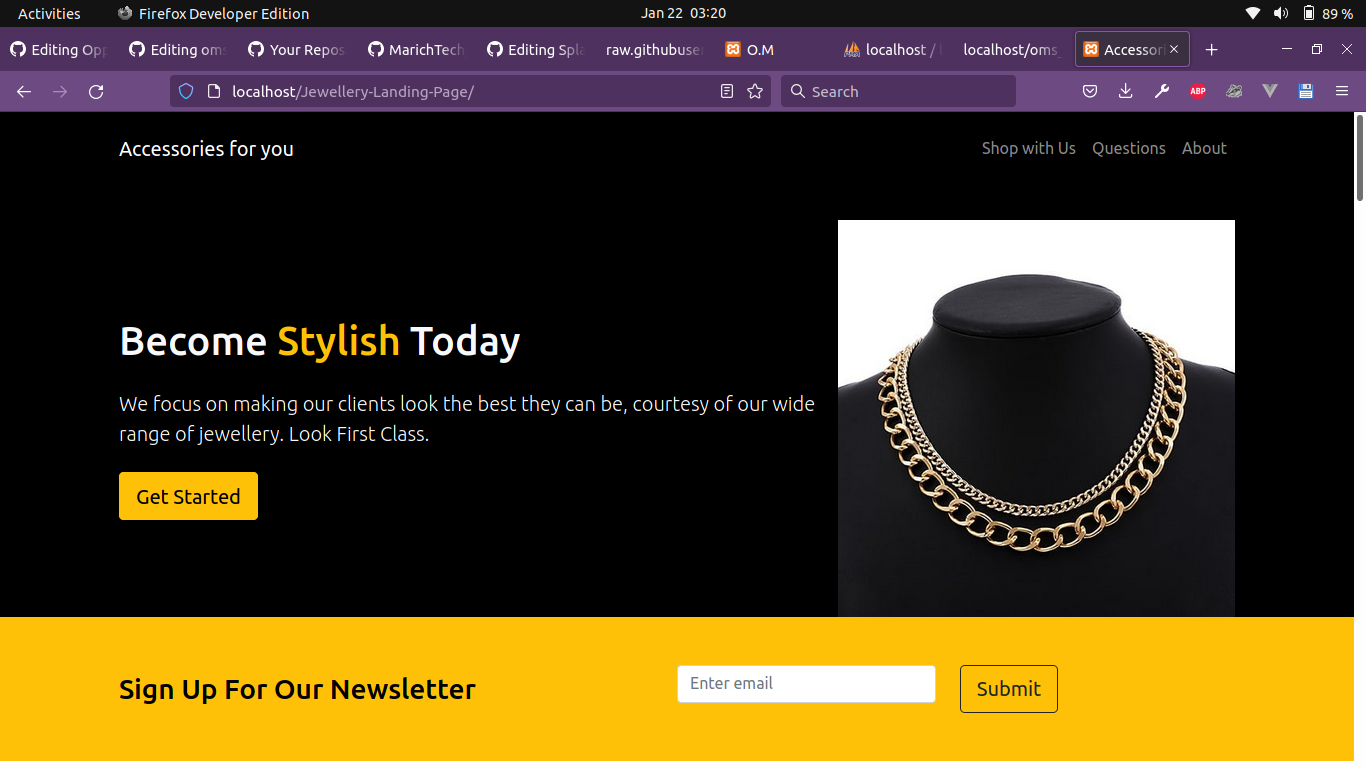 Activities Firefox Developer Edition Jan 22 03:20 89 %
Editing Opp Editing oms Your Repos MarichTech Editing Spla raw.githubuser O.M localhost / l localhost/oms_ Accessori
localhost/Jewellery-Landing-Page/ Search ABP
Accessories for you Shop with Us Questions About
Become Stylish Today
We focus on making our clients look the best they can be, courtesy of our wide
range of jewellery. Look First Class.
Get Started
Sign Up For Our Newsletter Enter email Submit